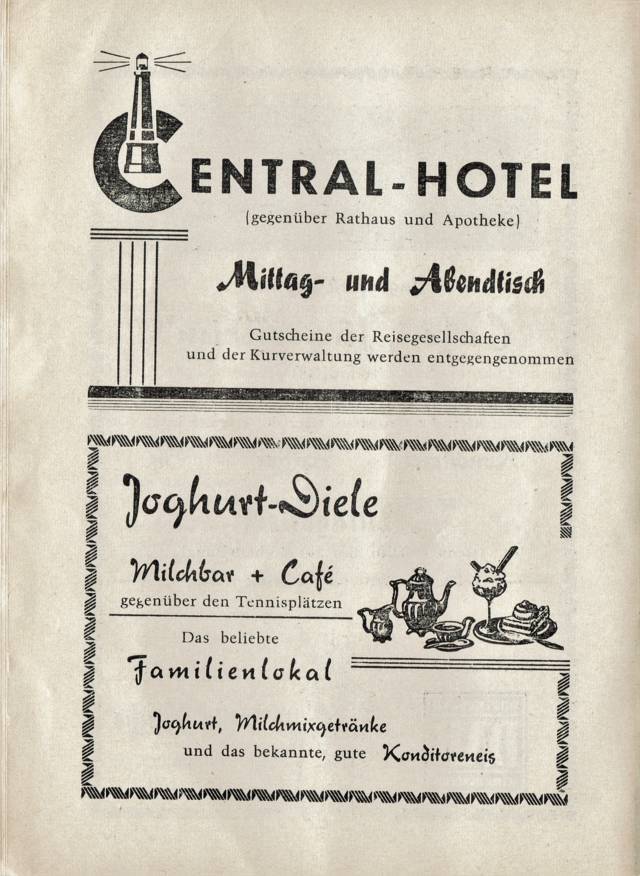 CENTRAL-HOTEL
(gegenüber Rathaus und Apotheke)
Mittag- und Abendtisch
Gutscheine der Reisegesellschaften
und der Kurverwaltung werden entgegengenommen
Joghurt-Diele
Milchbar + Café
gegenüber den Tennisplätzen
Das beliebte
Familienlokal
Joghurt, Milchmixgetränke
und das bekannte, gute Konditoreneis